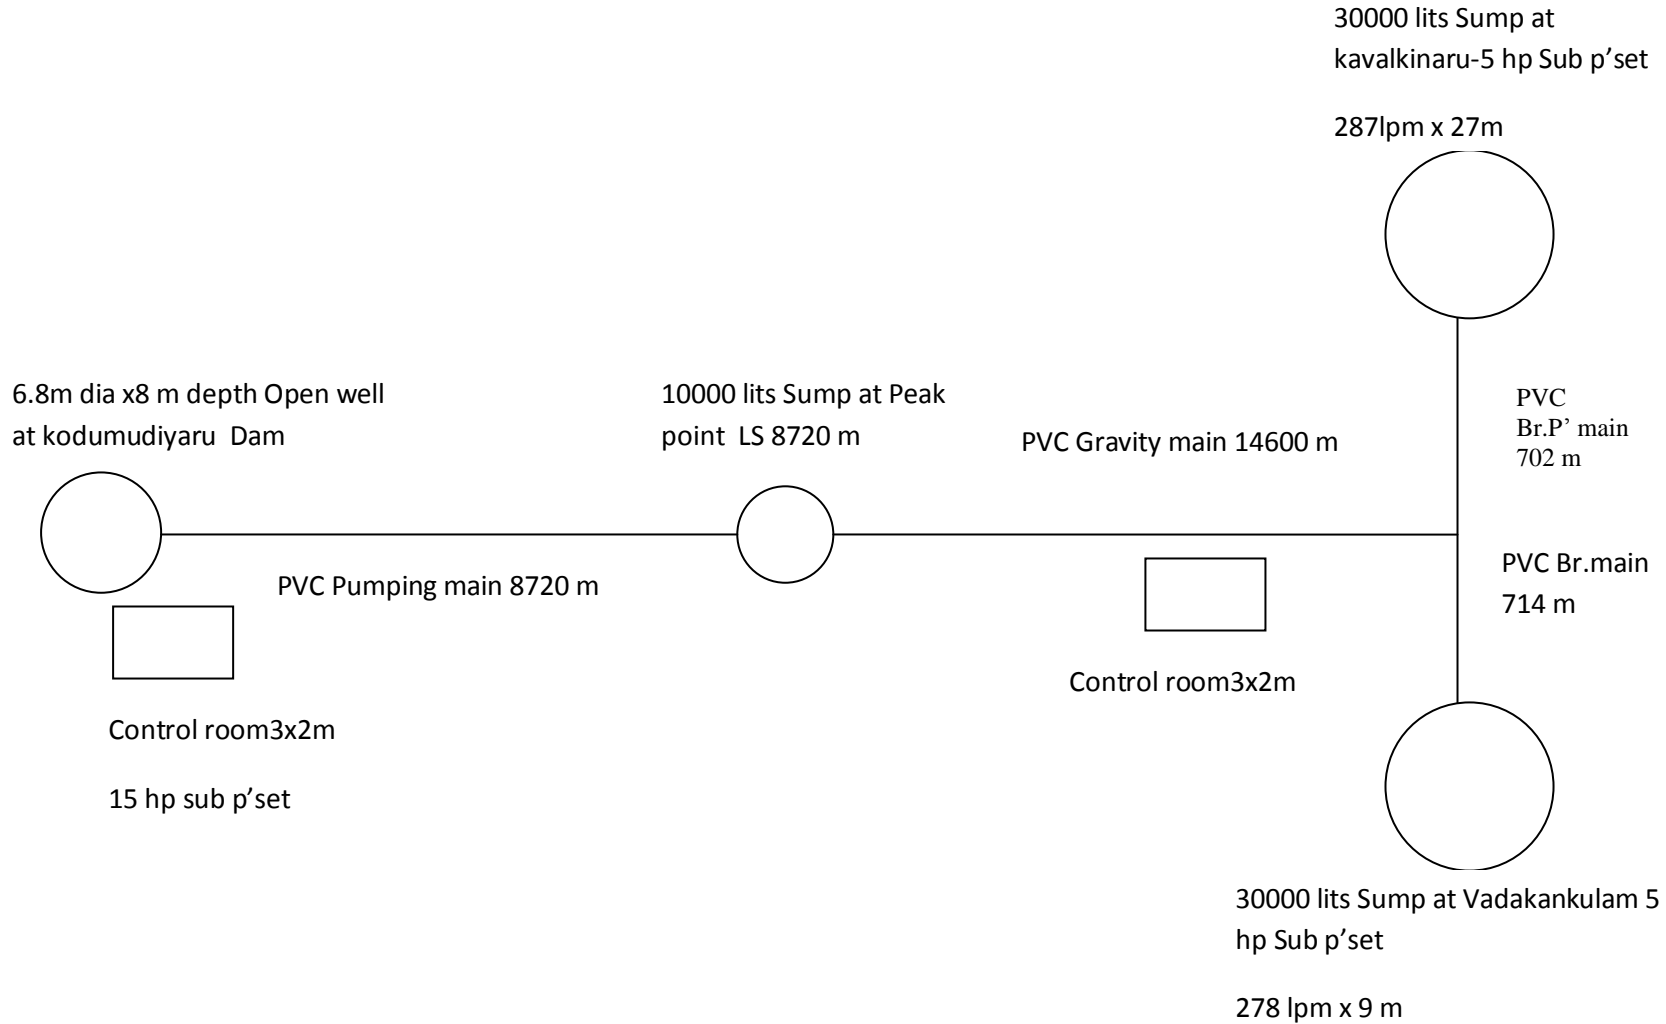 30000 lits Sump at
kavalkinaru-5 hp Sub p’set
287lpm x 27m
6.8m dia x8 m depth Open well
at kodumudiyaru Dam
10000 lits Sump at Peak
point LS 8720 m
PVC Gravity main 14600 m
PVC
Br.P’ main
702 m
PVC Pumping main 8720 m
PVC Br.main
714 m
Control room3x2m
Control room3x2m
15 hp sub p’set
30000 lits Sump at Vadakankulam 5
hp Sub p’set
278 lpm x 9 m